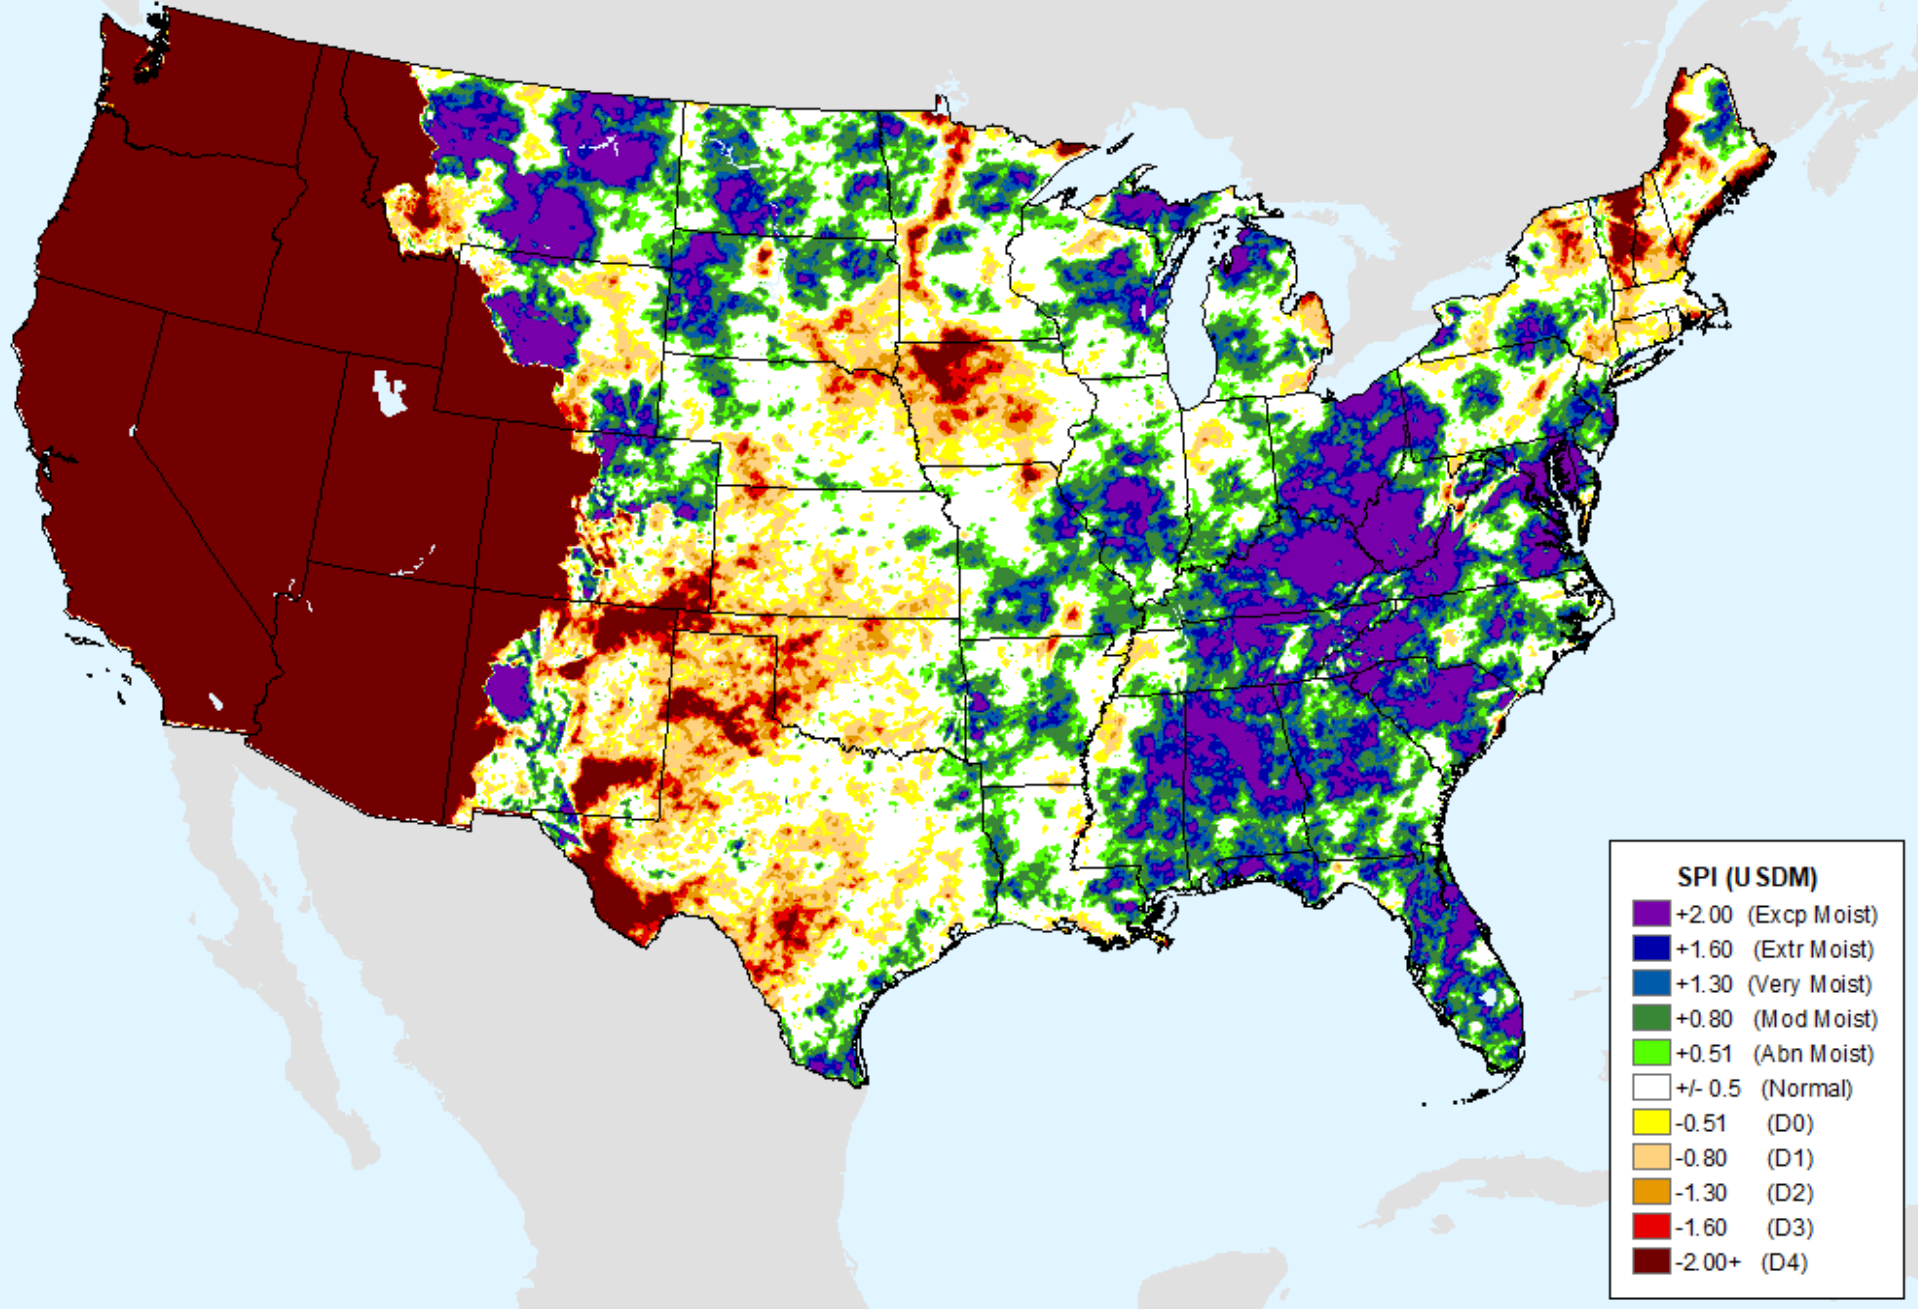 SPI (USDM)
+2.00 (Excp Moist)
+1.60 (Extr Moist)
+1.30 (Very Moist)
+0.80 (Mod Moist)
+0.51 (Abn Moist)
+/- 0.5 (Normal)
-0.51 (D0)
-0.80 (D1)
-1.30 (D2)
-1.60 (D3)
-2.00+ (D4)